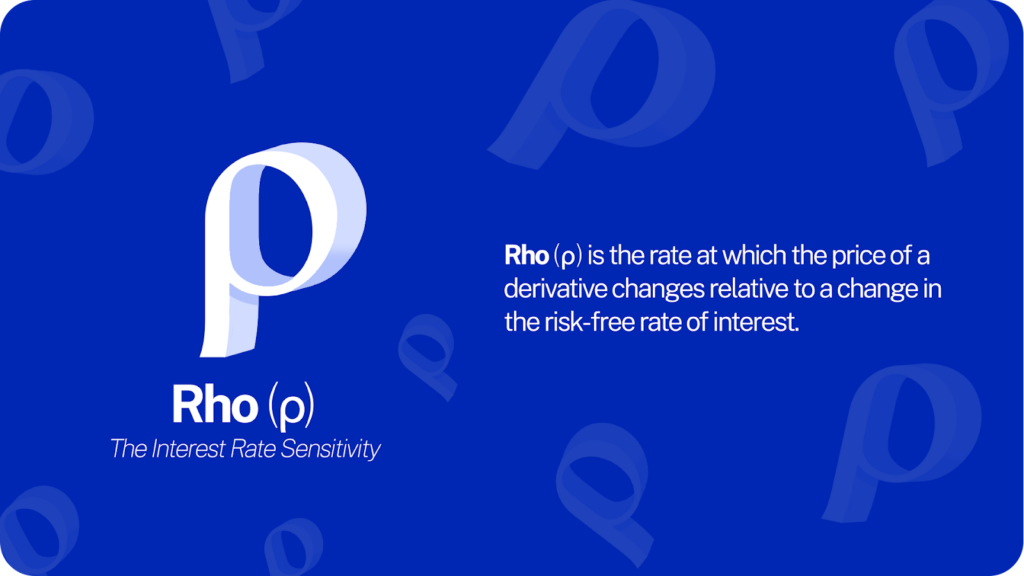 ρ
Rho (ρ)
The Interest Rate Sensitivity
Rho (ρ) is the rate at which the price of a
derivative changes relative to a change in
the risk-free rate of interest.